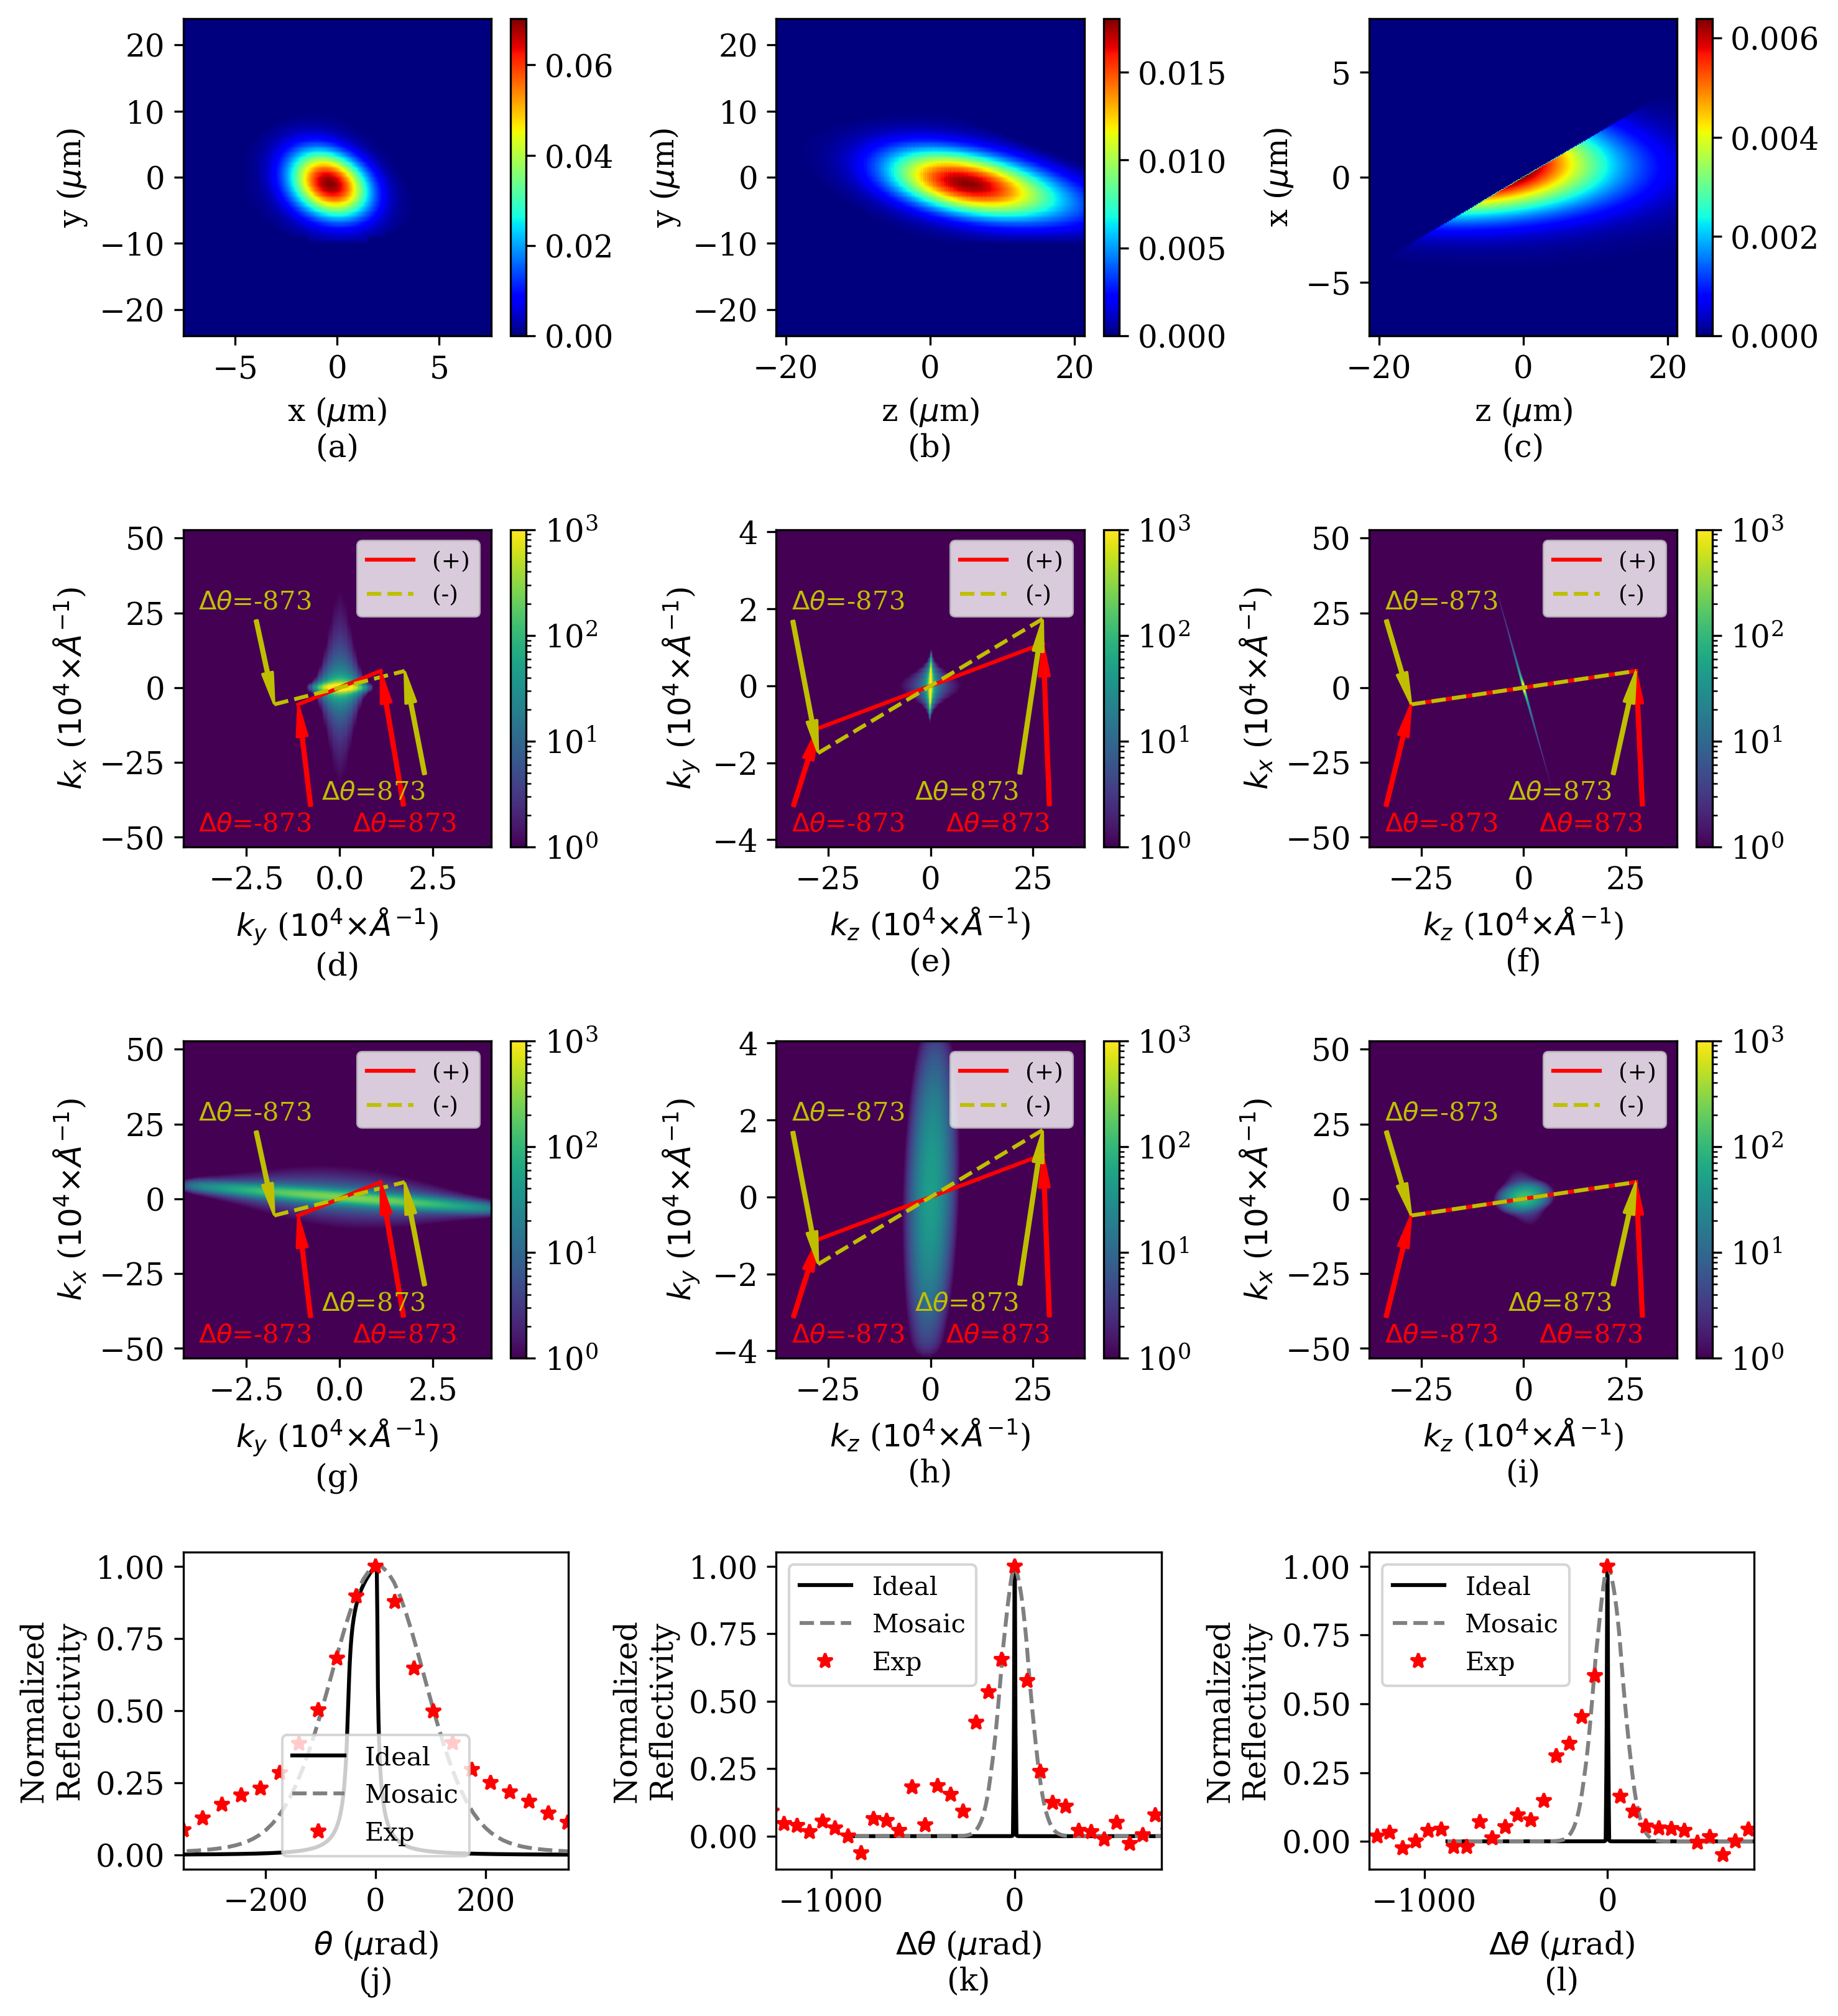 20
10
0
−10
−20
y (μm)
−5 0 5
x (μm)
(a)
0.06
0.04
0.02
0.00
20
10
0
−10
−20
y (μm)
−20 0 20
z (μm)
(b)
0.015
0.010
0.005
0.000
5
0
−5
x (μm)
−20 0 20
z (μm)
(c)
0.006
0.004
0.002
0.000
50
25
0
−25
−50
kₓ (10⁴×Å⁻¹)
(+)
(-)
Δθ=-873
Δθ=873
Δθ=-873 Δθ=873
−2.5 0.0 2.5
k_y (10⁴×Å⁻¹)
(d)
10³
10²
10¹
10⁰
4
2
0
−2
−4
k_y (10⁴×Å⁻¹)
(+)
(-)
Δθ=-873
Δθ=873
Δθ=-873 Δθ=873
−25 0 25
k_z (10⁴×Å⁻¹)
(e)
10³
10²
10¹
10⁰
50
25
0
−25
−50
kₓ (10⁴×Å⁻¹)
(+)
(-)
Δθ=-873
Δθ=873
Δθ=-873 Δθ=873
−25 0 25
k_z (10⁴×Å⁻¹)
(f)
10³
10²
10¹
10⁰
50
25
0
−25
−50
kₓ (10⁴×Å⁻¹)
(+)
(-)
Δθ=-873
Δθ=873
Δθ=-873 Δθ=873
−2.5 0.0 2.5
k_y (10⁴×Å⁻¹)
(g)
10³
10²
10¹
10⁰
4
2
0
−2
−4
k_y (10⁴×Å⁻¹)
(+)
(-)
Δθ=-873
Δθ=873
Δθ=-873 Δθ=873
−25 0 25
k_z (10⁴×Å⁻¹)
(h)
10³
10²
10¹
10⁰
50
25
0
−25
−50
kₓ (10⁴×Å⁻¹)
(+)
(-)
Δθ=-873
Δθ=873
Δθ=-873 Δθ=873
−25 0 25
k_z (10⁴×Å⁻¹)
(i)
10³
10²
10¹
10⁰
1.00
0.75
0.50
0.25
0.00
Normalized
Reflectivity
Ideal
Mosaic
Exp
−200 0 200
θ (μrad)
(j)
1.00
0.75
0.50
0.25
0.00
Normalized
Reflectivity
Ideal
Mosaic
Exp
−1000 0
Δθ (μrad)
(k)
1.00
0.75
0.50
0.25
0.00
Normalized
Reflectivity
Ideal
Mosaic
Exp
−1000 0
Δθ (μrad)
(l)